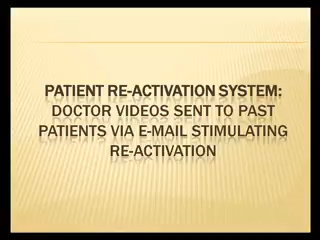 PATIENT RE-ACTIVATION SYSTEM:
DOCTOR VIDEOS SENT TO PAST
PATIENTS VIA E-MAIL STIMULATING
RE-ACTIVATION